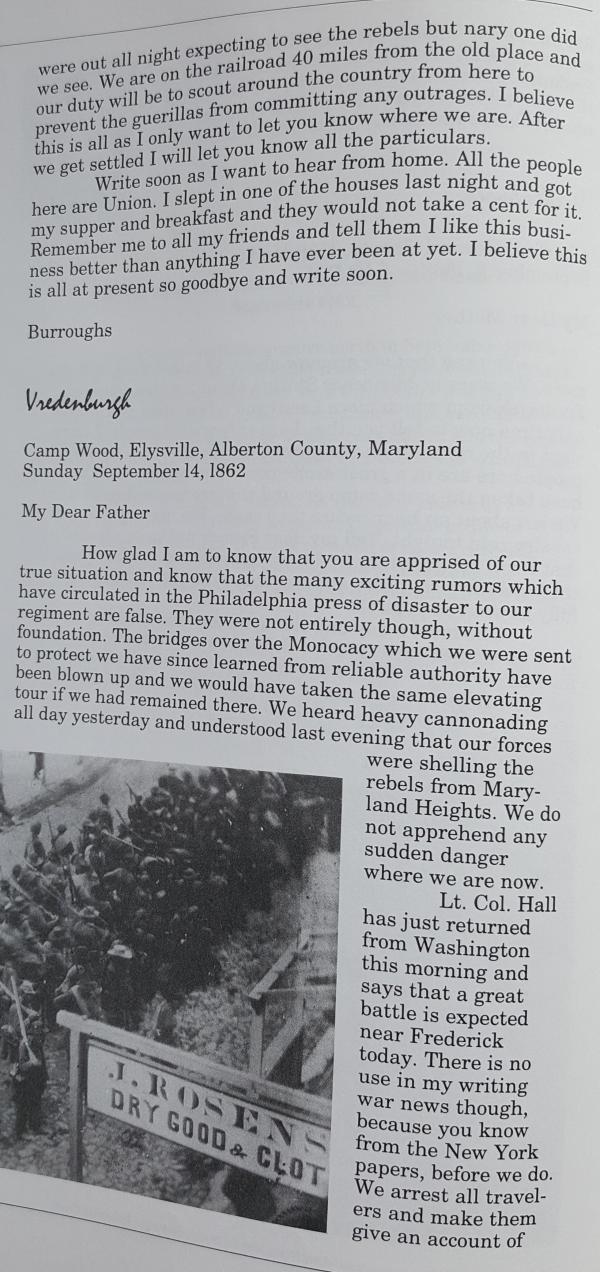 were out all night expecting to see the rebels but nary one did
we see. We are on the railroad 40 miles from the old place and
our duty will be to scout around the country from here to
prevent the guerillas from committing any outrages. I believe
this is all as I only want to let you know where we are. After
we get settled I will let you know all the particulars.
Write soon as I want to hear from home. All the people
here are Union. I slept in one of the houses last night and got
my supper and breakfast and they would not take a cent for it.
Remember me to all my friends and tell them I like this busi-
ness better than anything I have ever been at yet. I believe this
is all at present so goodbye and write soon.
Burroughs
Vredenburgh
Camp Wood, Elysville, Alberton County, Maryland
Sunday September 14, 1862
My Dear Father
How glad I am to know that you are apprised of our
true situation and know that the many exciting rumors which
have circulated in the Philadelphia press of disaster to our
regiment are false. They were not entirely though, without
foundation. The bridges over the Monocacy which we were sent
to protect we have since learned from reliable authority have
been blown up and we would have taken the same elevating
tour if we had remained there. We heard heavy cannonading
all day yesterday and understood last evening that our forces
were shelling the
rebels from Mary-
land Heights. We do
not apprehend any
sudden danger
where we are now.
Lt. Col. Hall
has just returned
from Washington
this morning and
says that a great
battle is expected
near Frederick
today. There is no
use in my writing
war news though,
because you know
from the New York
papers, before we do.
We arrest all travel-
ers and make them
give an account of
J. ROSENS
DRY GOOD & CLOT